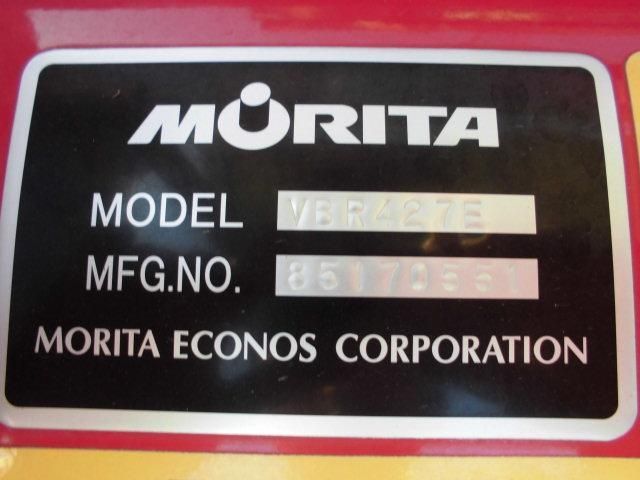 MORITA
MODEL VBR427E
MFG.NO. 85170551
MORITA ECONOS CORPORATION